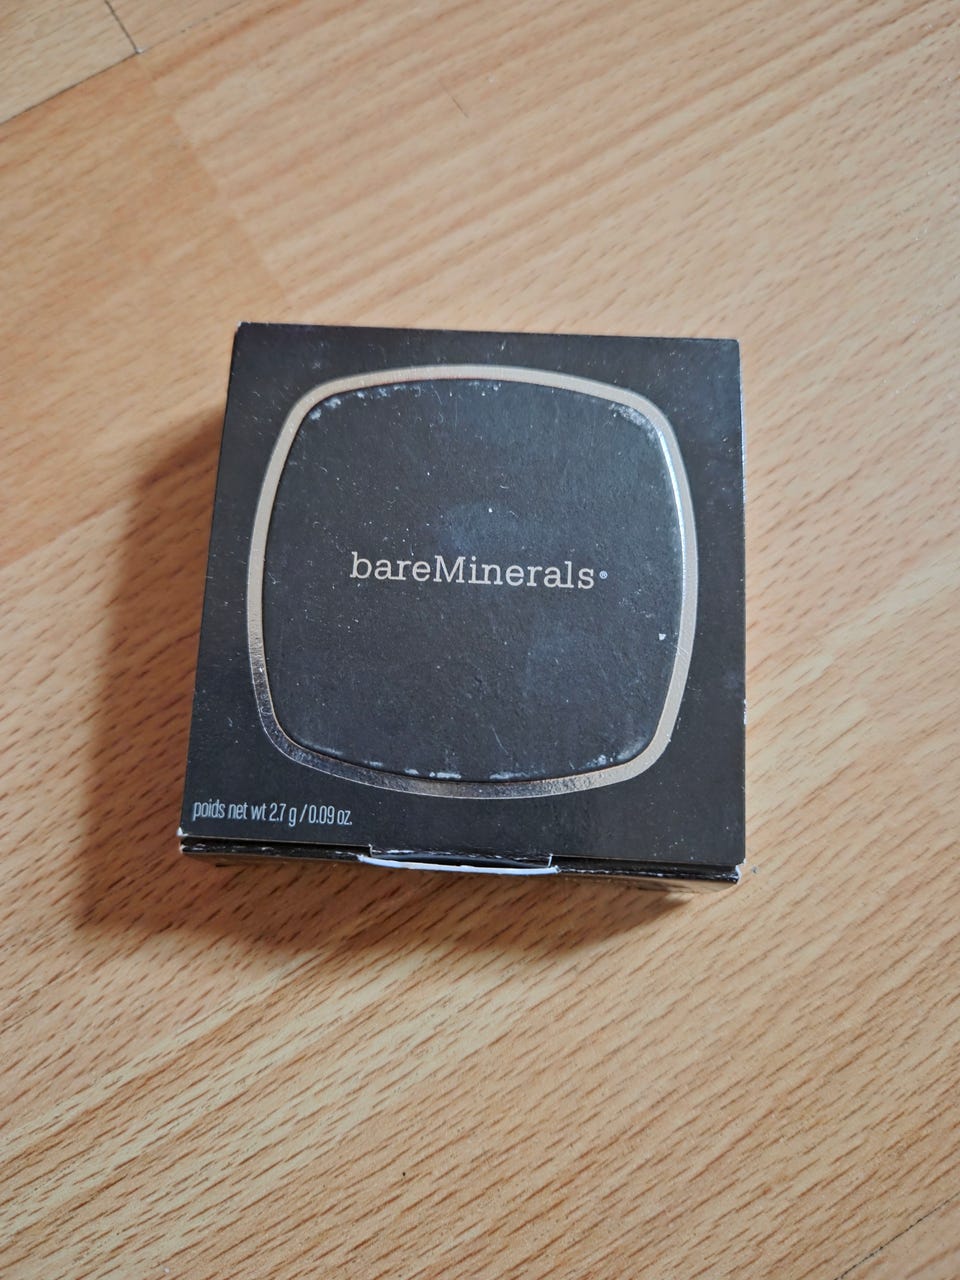 bareMinerals®
poids net wt 2.7 g / 0.09 oz.